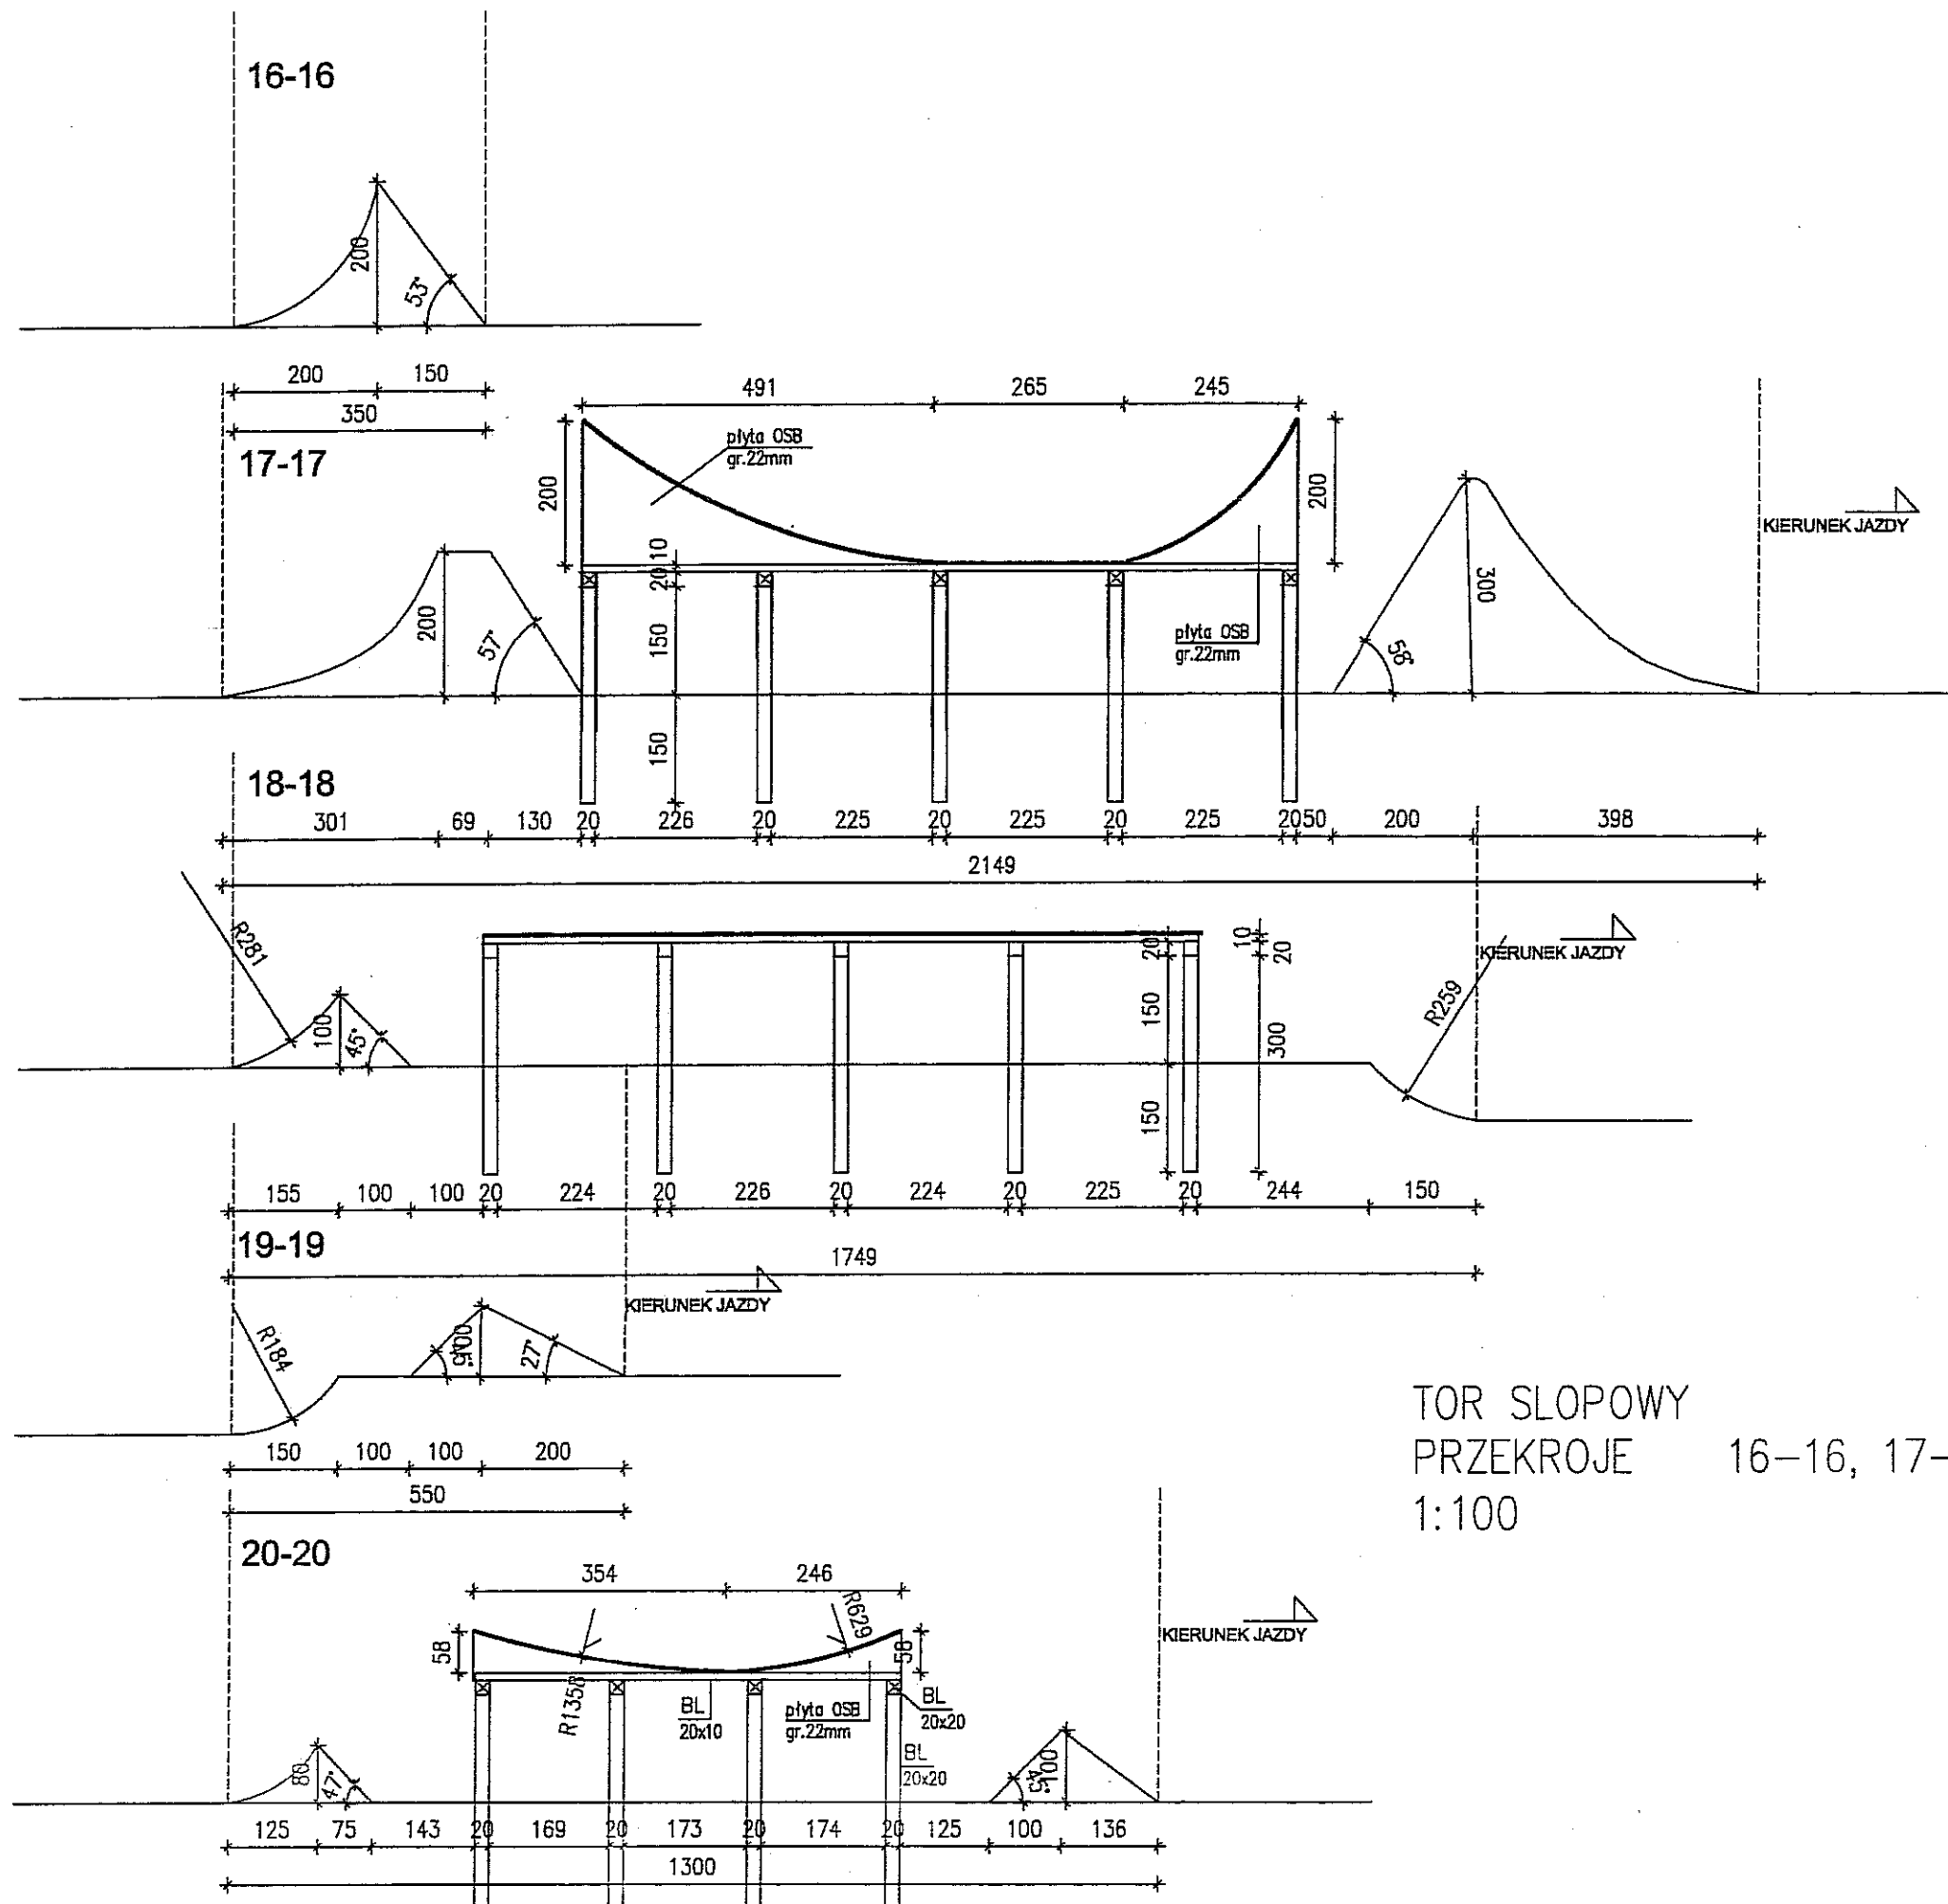 16-16
200
53°
200 150
350
17-17
491 265 245
płyta OSB
gr.22mm
200
200
10
20
150
150
200
57°
płyta OSB
gr.22mm
300
58°
KIERUNEK JAZDY
18-18
301 69 130 20 226 20 225 20 225 20 225 20 50 200 398
2149
R281
100
45°
20
150
150
10
20
300
KIERUNEK JAZDY
R259
155 100 100 20 224 20 226 20 224 20 225 20 244 150
19-19
1749
KIERUNEK JAZDY
R184
100
45°
27°
150 100 100 200
550
TOR SLOPOWY
PRZEKROJE 16-16, 17-
1:100
20-20
354 246
58
R1358
R629
58
BL
20x10
płyta OSB
gr.22mm
BL
20x20
BL
20x20
KIERUNEK JAZDY
80
47°
100
45°
125 75 143 20 169 20 173 20 174 20 125 100 136
1300